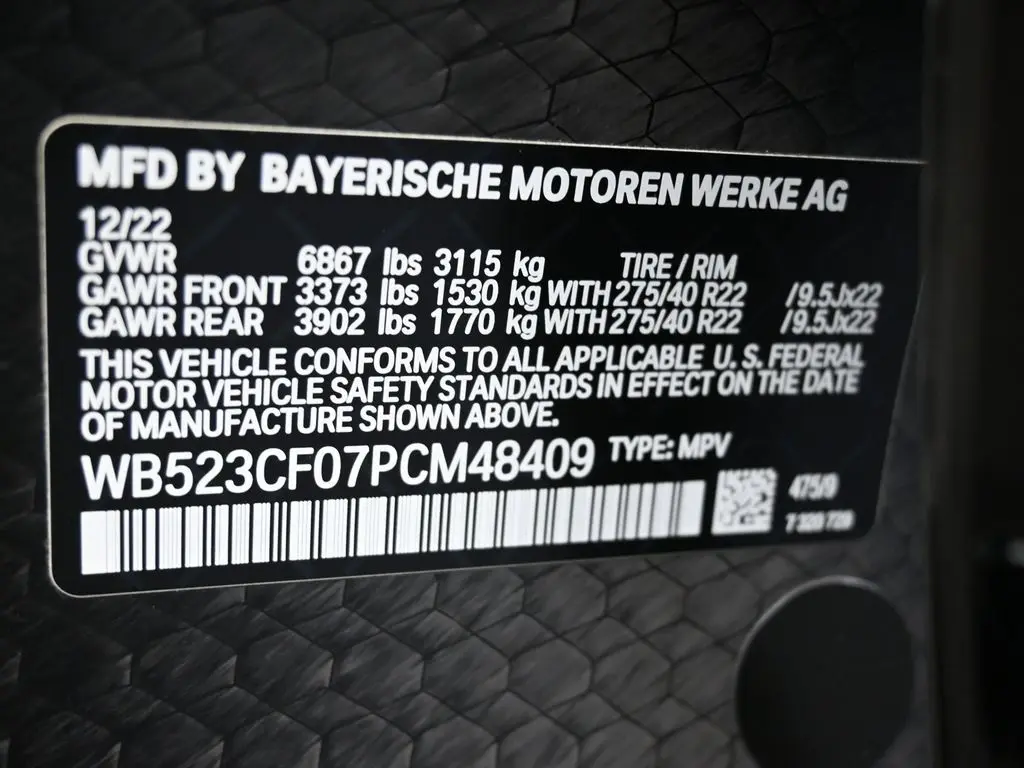 MFD BY BAYERISCHE MOTOREN WERKE AG
12/22
GVWR 6867 lbs 3115 kg TIRE / RIM
GAWR FRONT 3373 lbs 1530 kg WITH 275/40 R22 /9.5Jx22
GAWR REAR 3902 lbs 1770 kg WITH 275/40 R22 /9.5Jx22
THIS VEHICLE CONFORMS TO ALL APPLICABLE U. S. FEDERAL
MOTOR VEHICLE SAFETY STANDARDS IN EFFECT ON THE DATE
OF MANUFACTURE SHOWN ABOVE.
WB523CF07PCM48409 TYPE: MPV